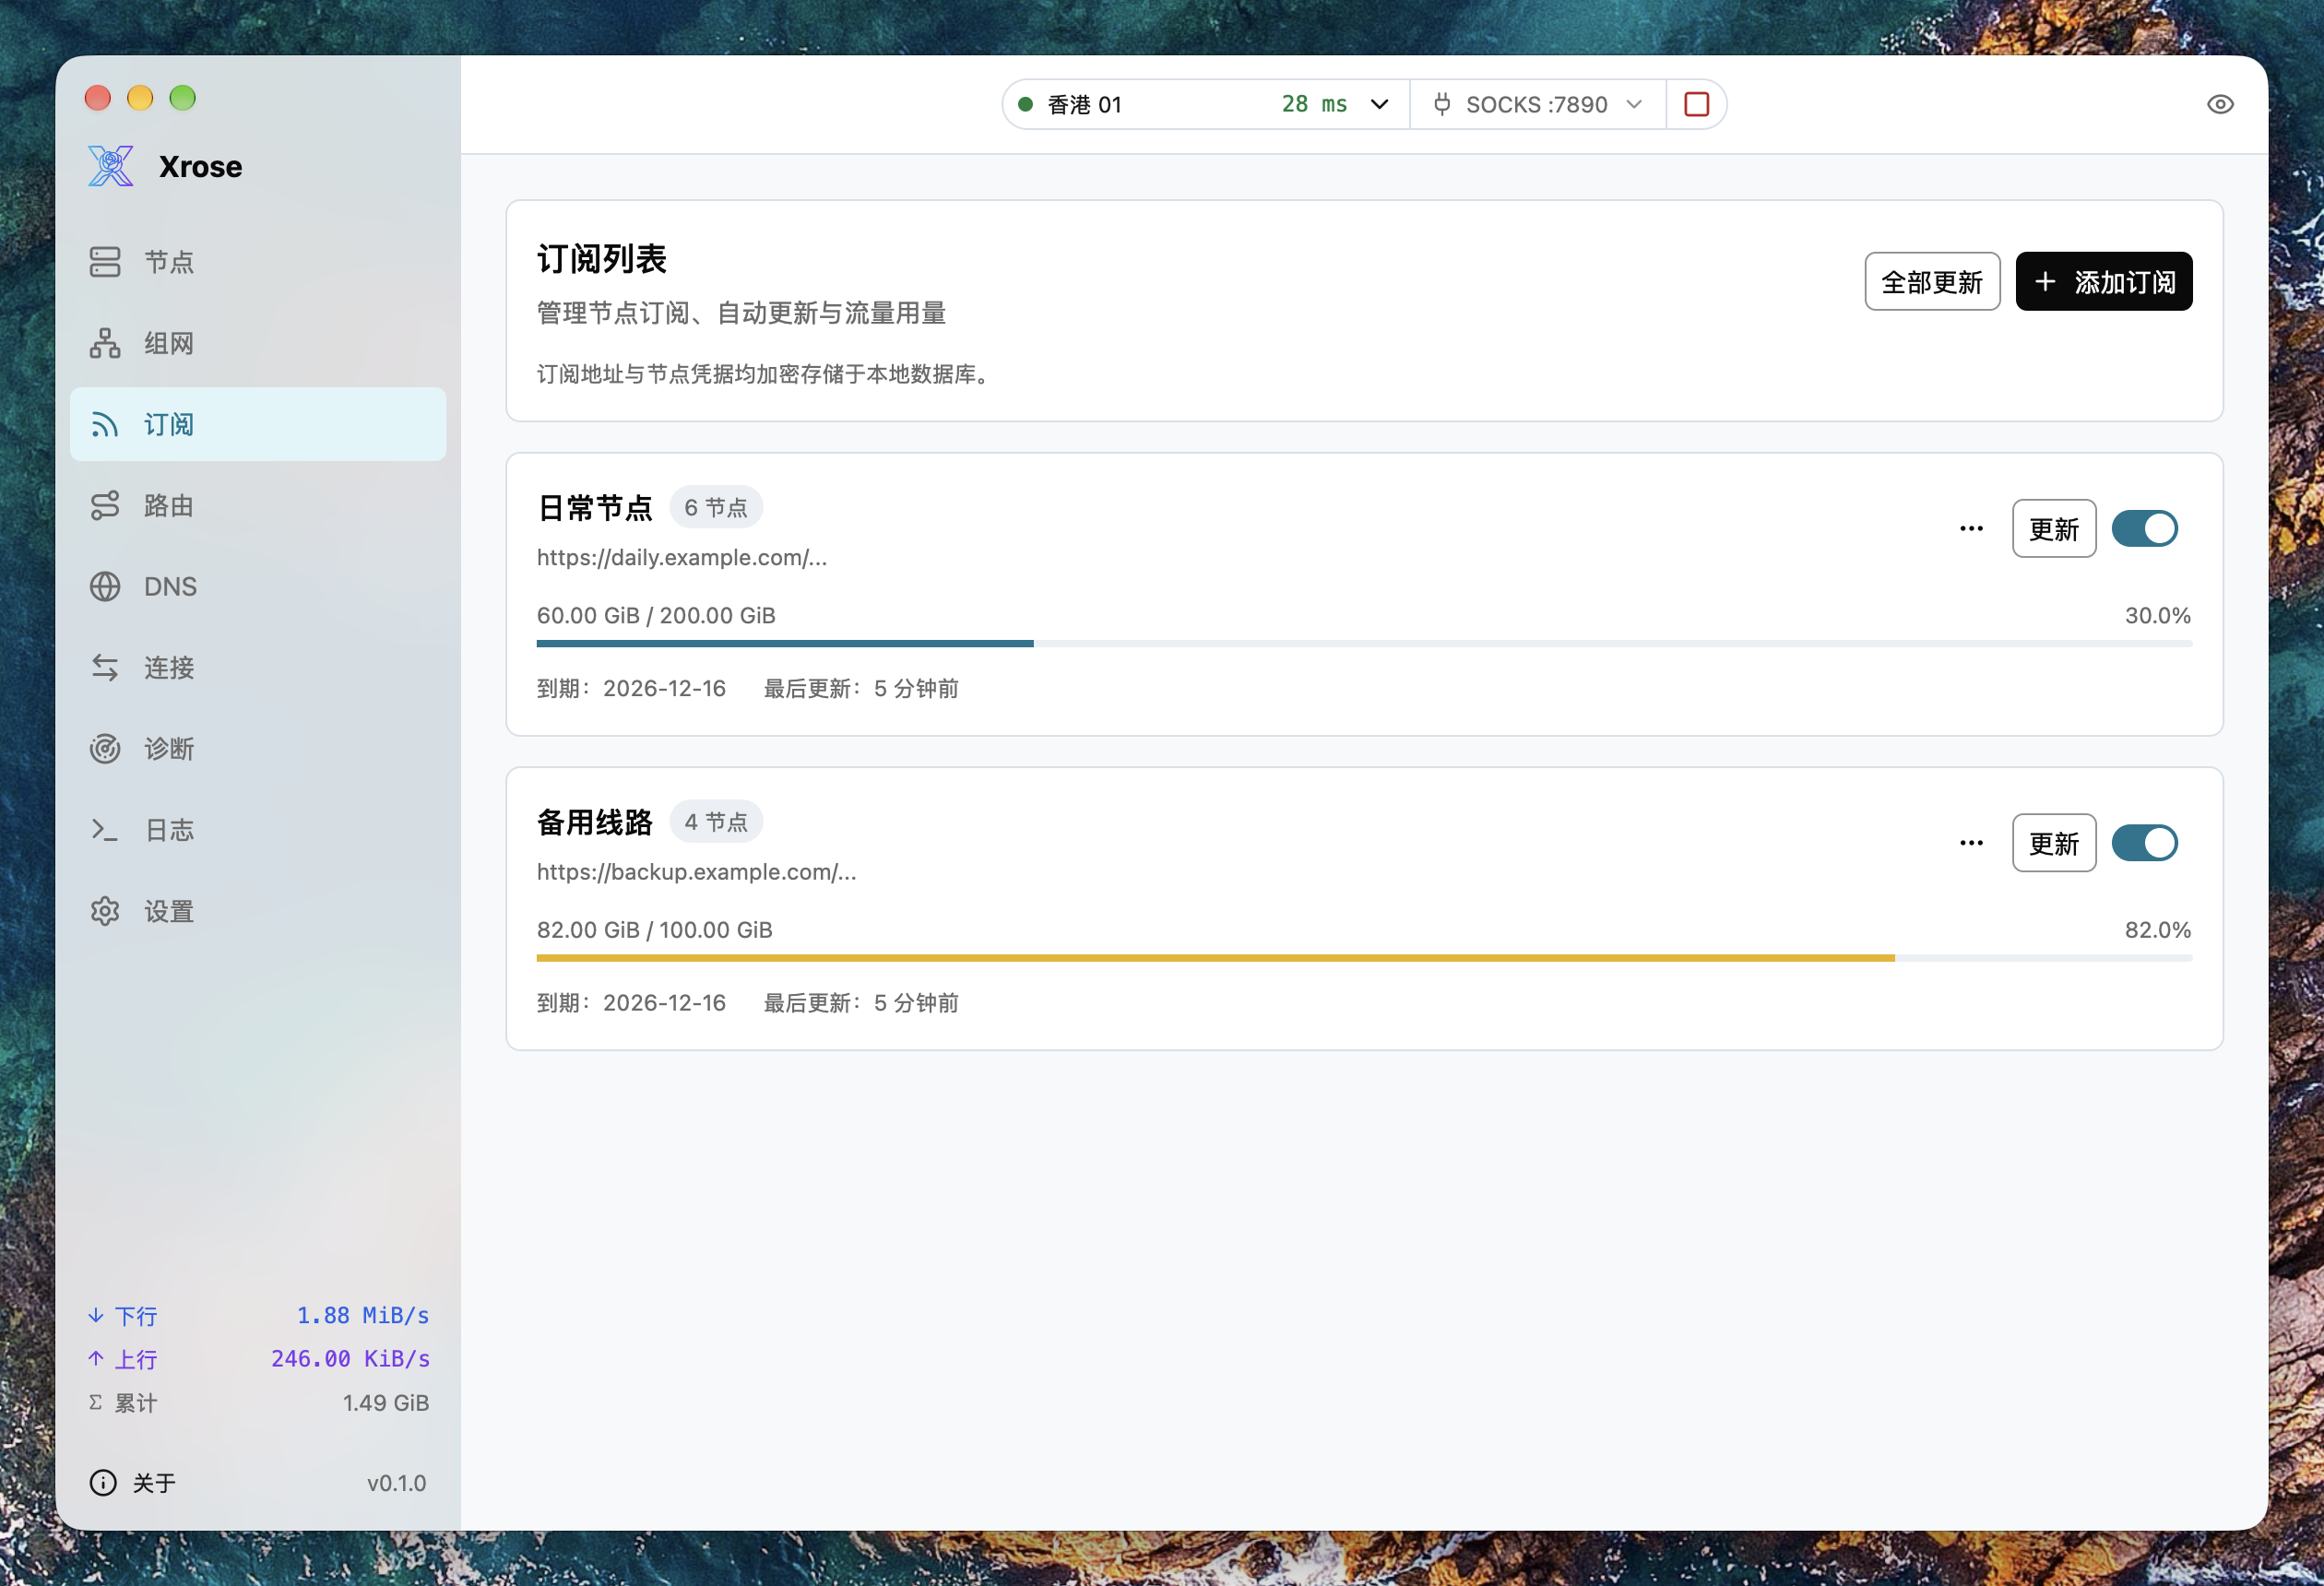 Xrose
节点
组网
订阅
路由
DNS
连接
诊断
日志
设置
↓ 下行 1.88 MiB/s
↑ 上行 246.00 KiB/s
Σ 累计 1.49 GiB
关于 v0.1.0
香港 01 28 ms SOCKS :7890
订阅列表
管理节点订阅、自动更新与流量用量
订阅地址与节点凭据均加密存储于本地数据库。
全部更新 + 添加订阅
日常节点 6 节点
https://daily.example.com/...
··· 更新
60.00 GiB / 200.00 GiB 30.0%
到期：2026-12-16 最后更新：5 分钟前
备用线路 4 节点
https://backup.example.com/...
··· 更新
82.00 GiB / 100.00 GiB 82.0%
到期：2026-12-16 最后更新：5 分钟前